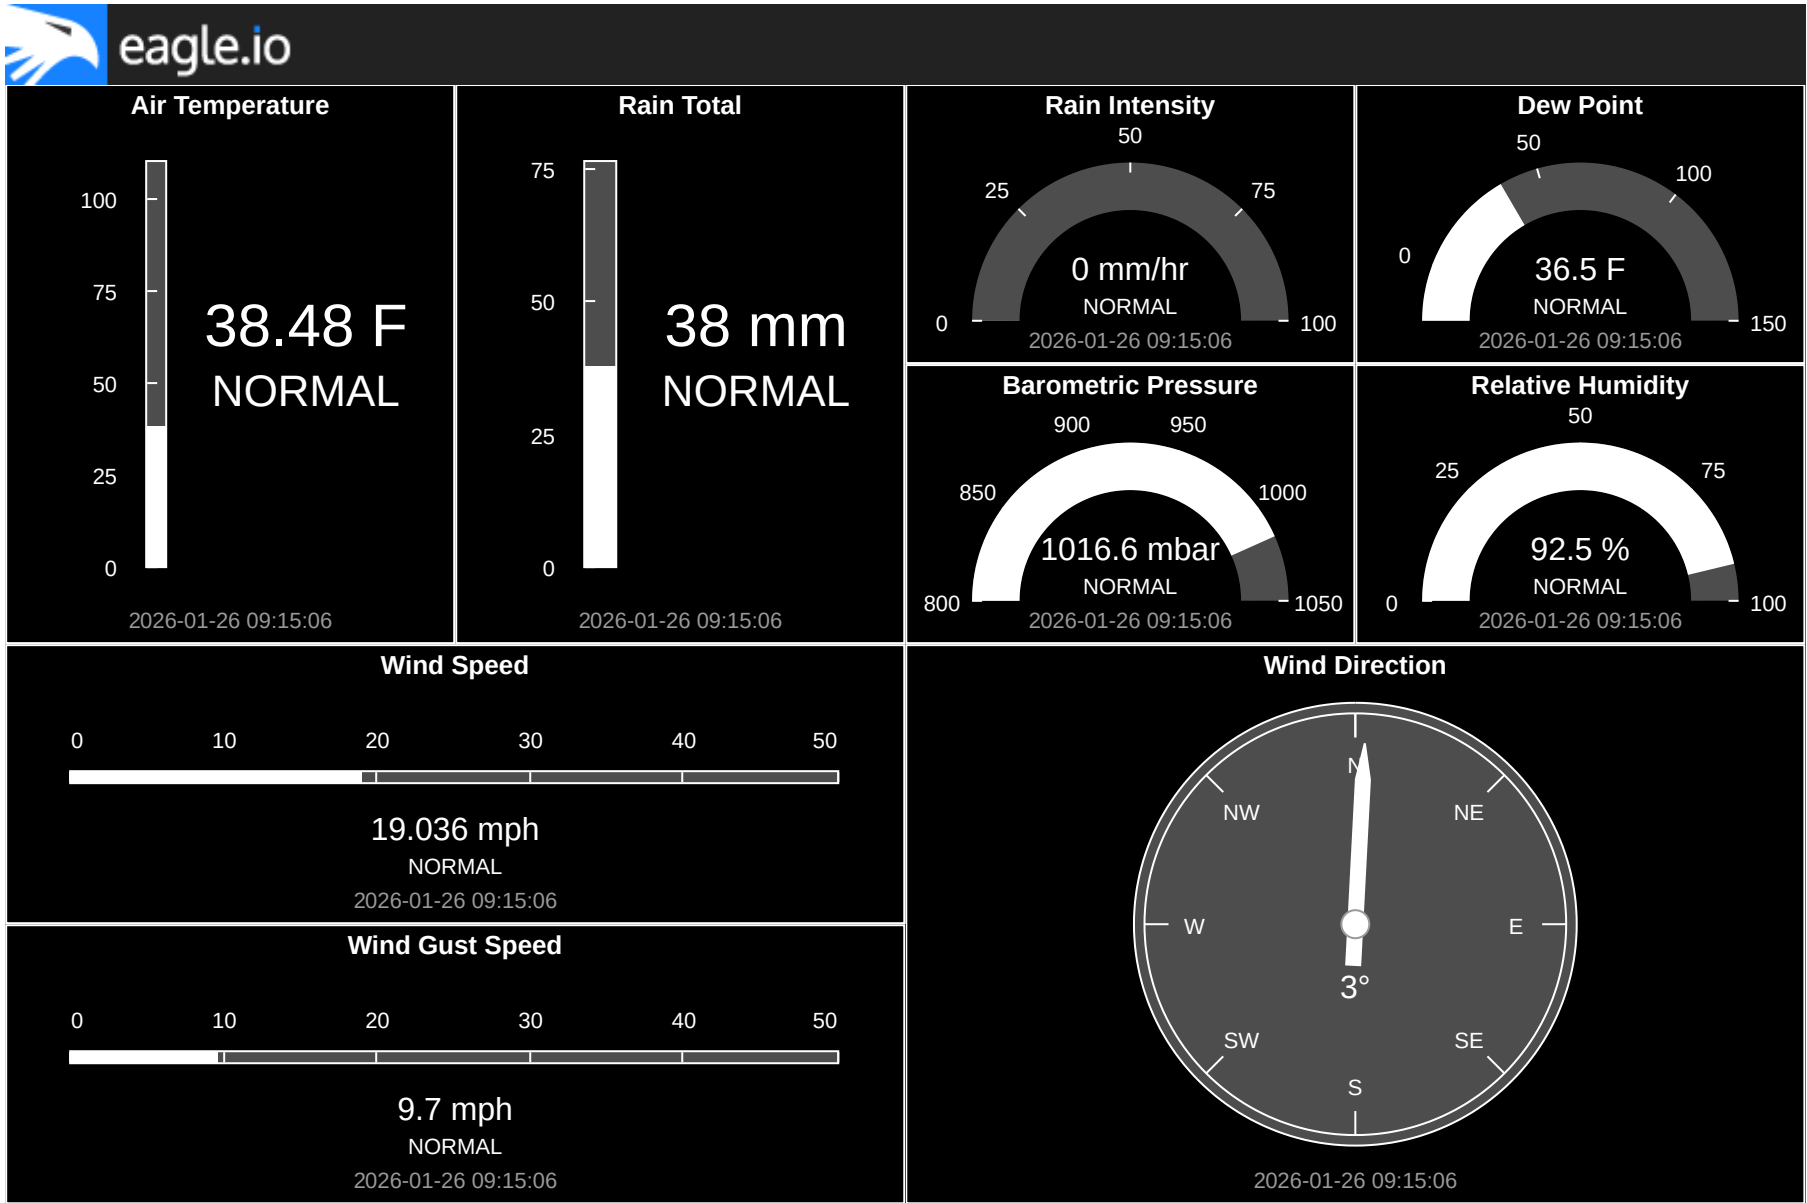 eagle.io
Air Temperature
100
75
50
25
0
38.48 F
NORMAL
2026-01-26 09:15:06
Rain Total
75
50
25
0
38 mm
NORMAL
2026-01-26 09:15:06
Rain Intensity
0
25
50
75
100
0 mm/hr
NORMAL
2026-01-26 09:15:06
Dew Point
0
50
100
150
36.5 F
NORMAL
2026-01-26 09:15:06
Barometric Pressure
800
850
900
950
1000
1050
1016.6 mbar
NORMAL
2026-01-26 09:15:06
Relative Humidity
0
25
50
75
100
92.5 %
NORMAL
2026-01-26 09:15:06
Wind Speed
0 10 20 30 40 50
19.036 mph
NORMAL
2026-01-26 09:15:06
Wind Gust Speed
0 10 20 30 40 50
9.7 mph
NORMAL
2026-01-26 09:15:06
Wind Direction
N
NW NE
W E
3°
SW SE
S
2026-01-26 09:15:06